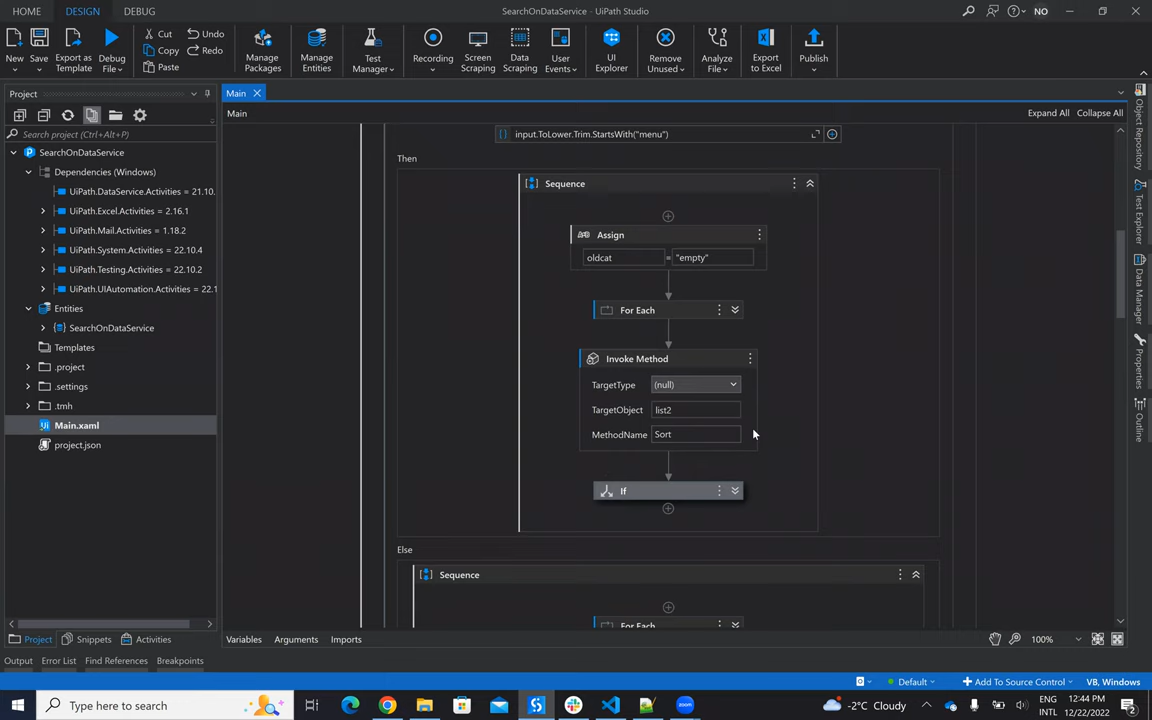 HOME DESIGN DEBUG SearchOnDataService - UiPath Studio NO
New Save Export as Template Debug File Cut Copy Paste Undo Redo Manage Packages Manage Entities Test Manager Recording Screen Scraping Data Scraping User Events UI Explorer Remove Unused Analyze File Export to Excel Publish
Project
Main
Search project (Ctrl+Alt+P)
Main
Expand All Collapse All
SearchOnDataService
Dependencies (Windows)
UiPath.DataService.Activities = 21.10.
UiPath.Excel.Activities = 2.16.1
UiPath.Mail.Activities = 1.18.2
UiPath.System.Activities = 22.10.4
UiPath.Testing.Activities = 22.10.2
UiPath.UIAutomation.Activities = 22.1
Entities
SearchOnDataService
Templates
.project
.settings
.tmh
Main.xaml
project.json
input.ToLower.Trim.StartsWith("menu")
Then
Sequence
Assign
oldcat = "empty"
For Each
Invoke Method
TargetType (null)
TargetObject list2
MethodName Sort
If
Else
Sequence
For Each
Object Repository
Test Explorer
Data Manager
Properties
Outline
Project Snippets Activities
Variables Arguments Imports
100%
Output Error List Find References Breakpoints
0 Default Add To Source Control VB, Windows
Type here to search
-2°C Cloudy
ENG
INTL
12:44 PM
12/22/2022
2